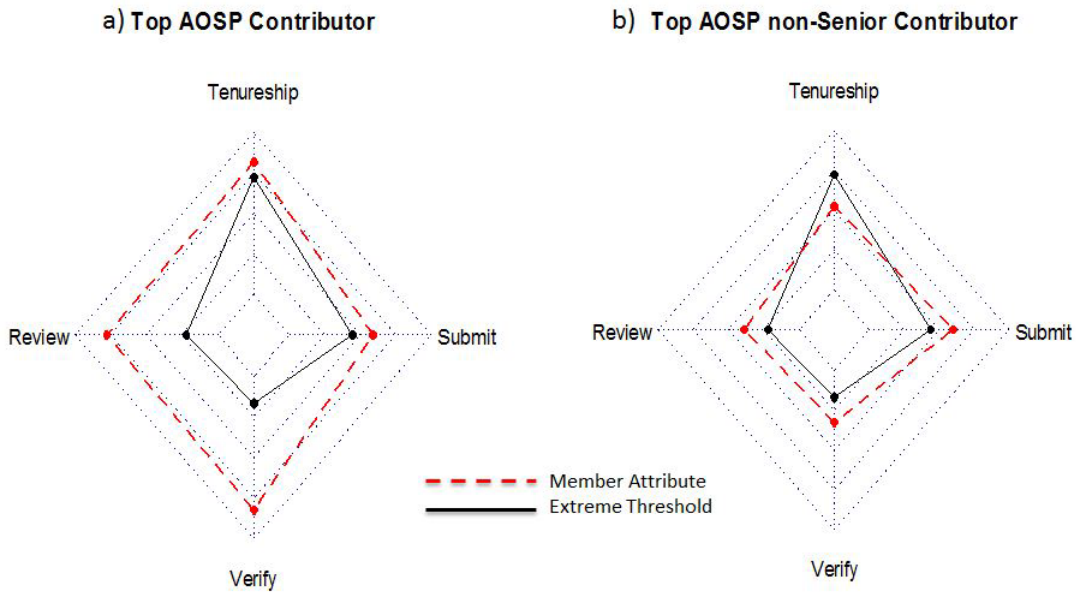 a) Top AOSP Contributor
b) Top AOSP non-Senior Contributor
Tenureship
Tenureship
Review
Submit
Review
Submit
Member Attribute
Extreme Threshold
Verify
Verify